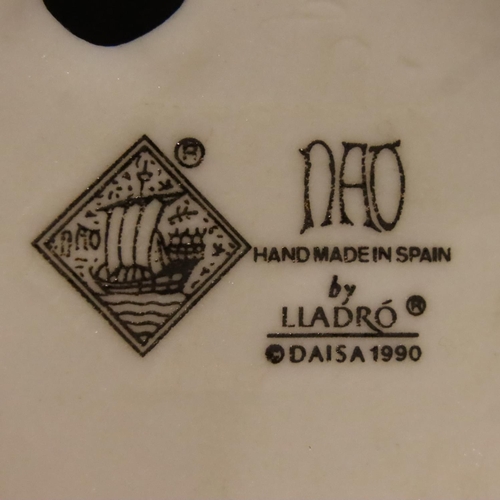 NAO
®
NAO
HAND MADE IN SPAIN
by
LLADRÓ ®
© DAISA 1990